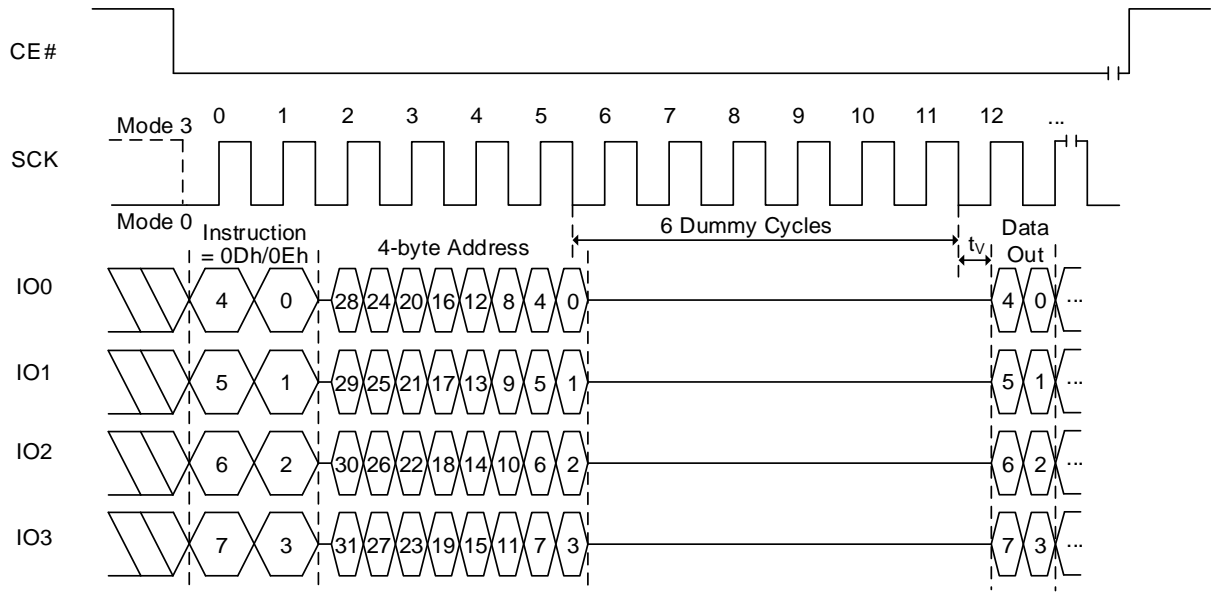 CE#
Mode 3
0 1 2 3 4 5 6 7 8 9 10 11 12 ...
SCK
Mode 0
Instruction
= 0Dh/0Eh
4-byte Address
6 Dummy Cycles
tV
Data
Out
IO0
4 0 28 24 20 16 12 8 4 0 4 0 ...
IO1
5 1 29 25 21 17 13 9 5 1 5 1 ...
IO2
6 2 30 26 22 18 14 10 6 2 6 2 ...
IO3
7 3 31 27 23 19 15 11 7 3 7 3 ...